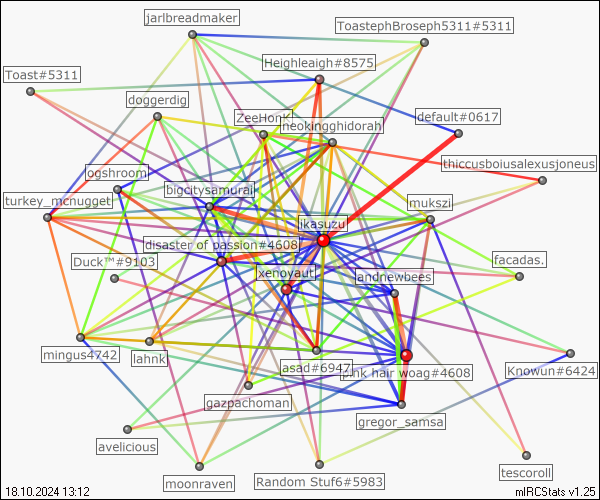 jarlbreadmaker
ToastephBroseph5311#5311
Heighleaigh#8575
Toast#5311
doggerdig
ZeeHonK
neokingghidorah
default#0617
thiccusboiusalexusjoneus
ogshroom
bigcitysamurai
turkey_mcnugget
mukszi
ikasuzu
disaster of passion#4608
Duck™#9103
xenoyaut
andnewbees
facadas.
mingus4742
lahnk
asad#6947
pink hair woag#4608
Knowun#6424
gazpachoman
gregor_samsa
avelicious
moonraven
Random Stuf6#5983
tescoroll
18.10.2024 13:12
mIRCStats v1.25